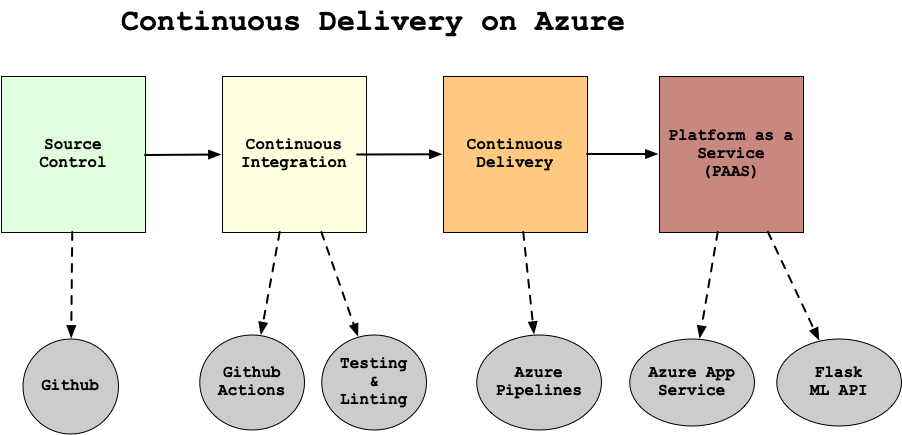 Continuous Delivery on Azure
Source
Control
Continuous
Integration
Continuous
Delivery
Platform as a
Service
(PAAS)
Github
Github
Actions
Testing
&
Linting
Azure
Pipelines
Azure App
Service
Flask
ML API